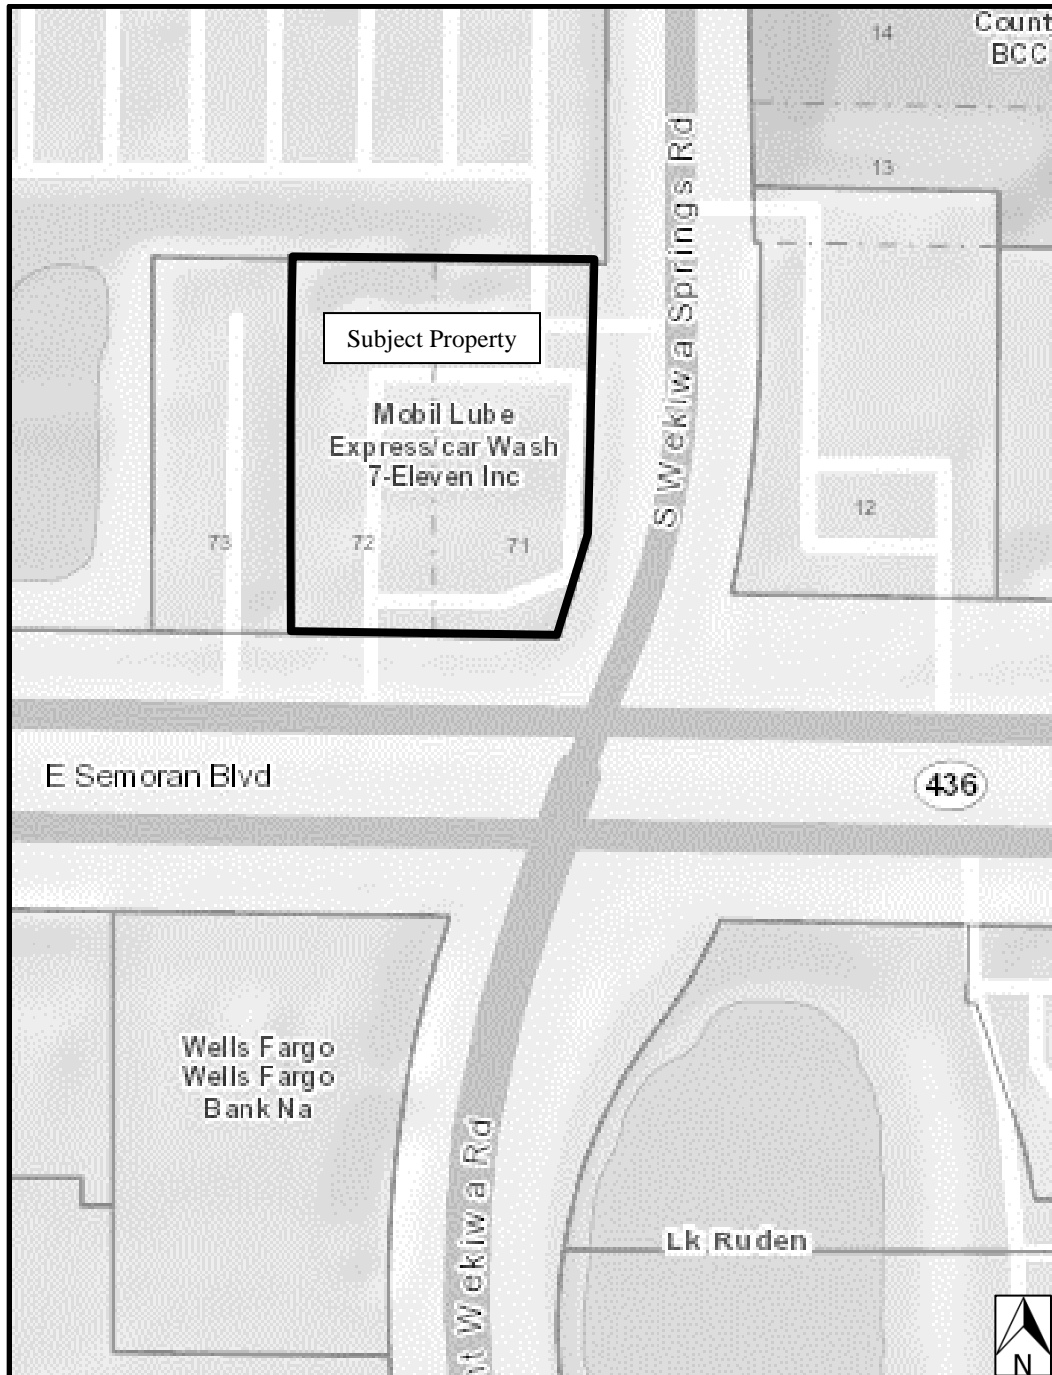 14
Count
BCC
13
S Wekiwa Springs Rd
Subject Property
Mobil Lube
Express/car Wash
7-Eleven Inc
12
73
72
71
E Semoran Blvd
436
Wells Fargo
Wells Fargo
Bank Na
nt Wekiwa Rd
Lk Ruden
N